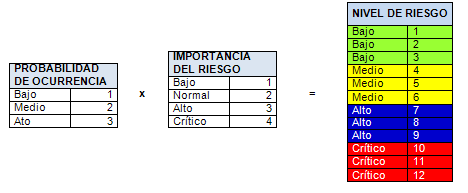 PROBABILIDAD
DE OCURRENCIA
Bajo 1
Medio 2
Ato 3
x
IMPORTANCIA
DEL RIESGO
Bajo 1
Normal 2
Alto 3
Crítico 4
=
NIVEL DE RIESGO
Bajo 1
Bajo 2
Bajo 3
Medio 4
Medio 5
Medio 6
Alto 7
Alto 8
Alto 9
Crítico 10
Crítico 11
Crítico 12